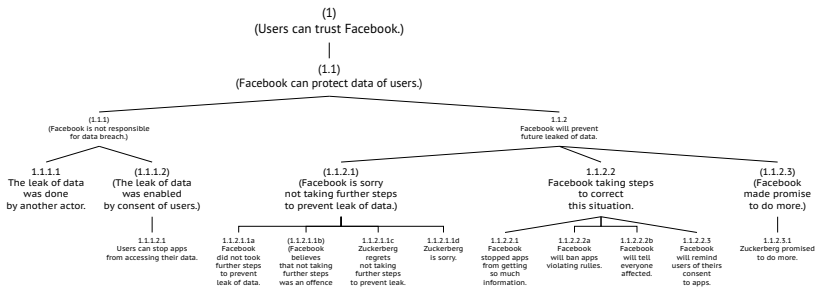 (1)
(Users can trust Facebook.)
(1.1)
(Facebook can protect data of users.)
(1.1.1)
(Facebook is not responsible
for data breach.)
1.1.2
Facebook will prevent
future leaked of data.
1.1.1.1
The leak of data
was done
by another actor.
(1.1.1.2)
(The leak of data
was enabled
by consent of users.)
(1.1.2.1)
(Facebook is sorry
not taking further steps
to prevent leak of data.)
1.1.2.2
Facebook taking steps
to correct
this situation.
(1.1.2.3)
(Facebook
made promise
to do more.)
1.1.1.2.1
Users can stop apps
from accessing their data.
1.1.2.1.1a
Facebook
did not took
further steps
to prevent
leak of data.
(1.1.2.1.1b)
(Facebook
believes
that not taking
further steps
was an offence
1.1.2.1.1c
Zuckerberg
regrets
not taking
further steps
to prevent leak.
1.1.2.1.1d
Zuckerberg
is sorry.
1.1.2.2.1
Facebook
stopped apps
from getting
so much
information.
1.1.2.2.2a
Facebook
will ban apps
violating rulles.
1.1.2.2.2b
Facebook
will tell
everyone
affected.
1.1.2.2.3
Facebook
will remind
users of theirs
consent
to apps.
1.1.2.3.1
Zuckerberg promised
to do more.